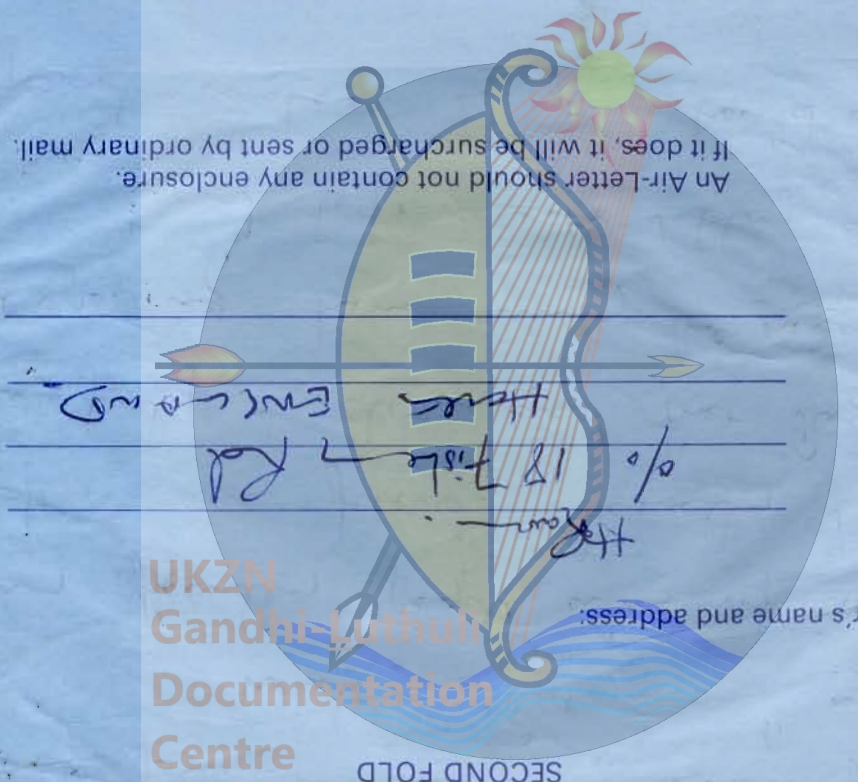 SECOND FOLD
's name and address:
c/o 18 Fisher Rd
ENGLAND
An Air-Letter should not contain any enclosure.
If it does, it will be surcharged or sent by ordinary mail.
UKZN
Gandhi-Luthuli
Documentation
Centre